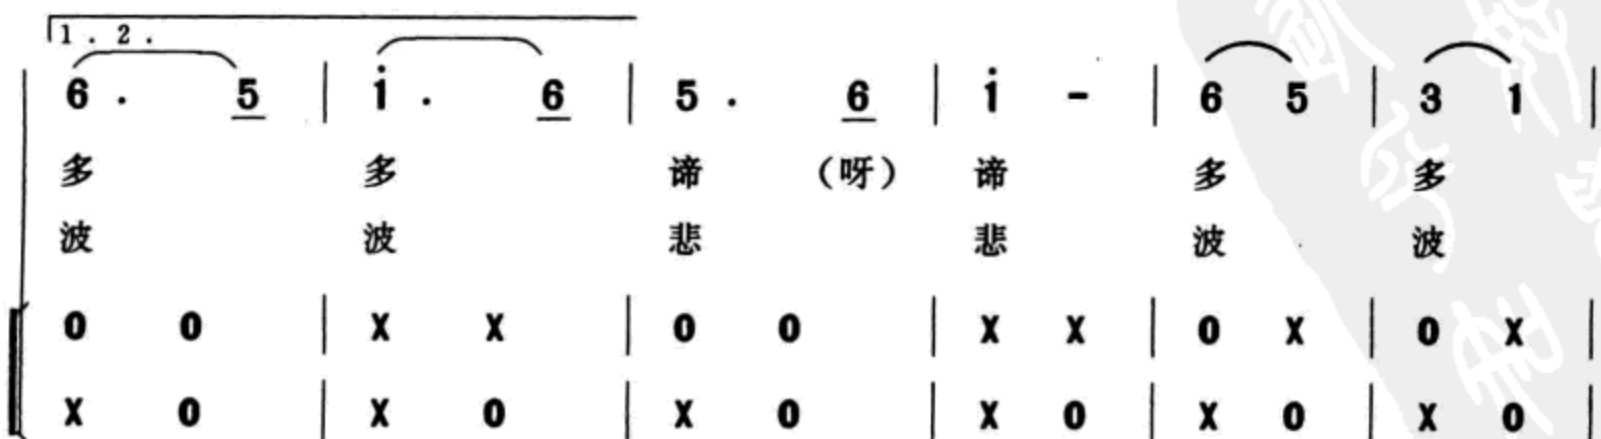 1.2.
6 . 5 | i̇ . 6 | 5 . 6 | i̇ - | 6 5 | 3 1 |
多 多 谛 (呀) 谛 多 多
波 波 悲 悲 波 波
0 0 | X X | 0 0 | X X | 0 X | 0 X |
X 0 | X 0 | X 0 | X 0 | X 0 | X 0 |